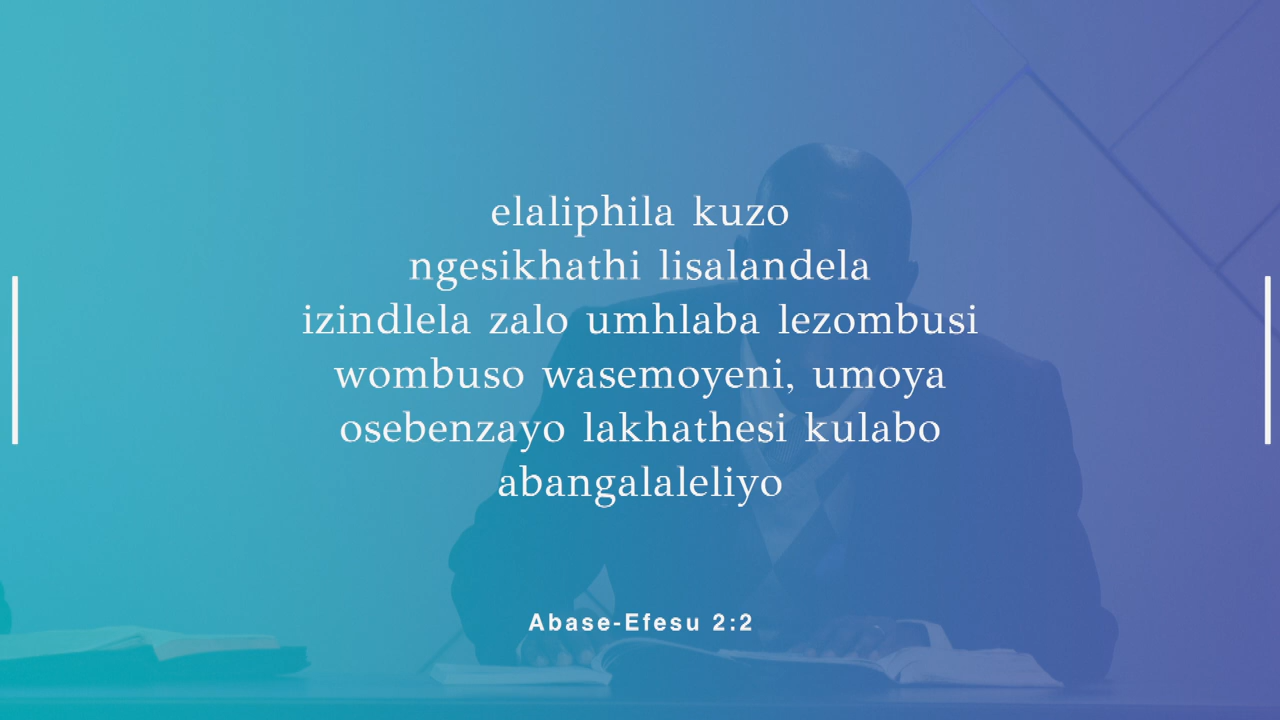 elaliphila kuzo
ngesikhathi lisalandela
izindlela zalo umhlaba lezombusi
wombuso wasemoyeni, umoya
osebenzayo lakhathesi kulabo
abangalaleliyo
Abase-Efesu 2:2